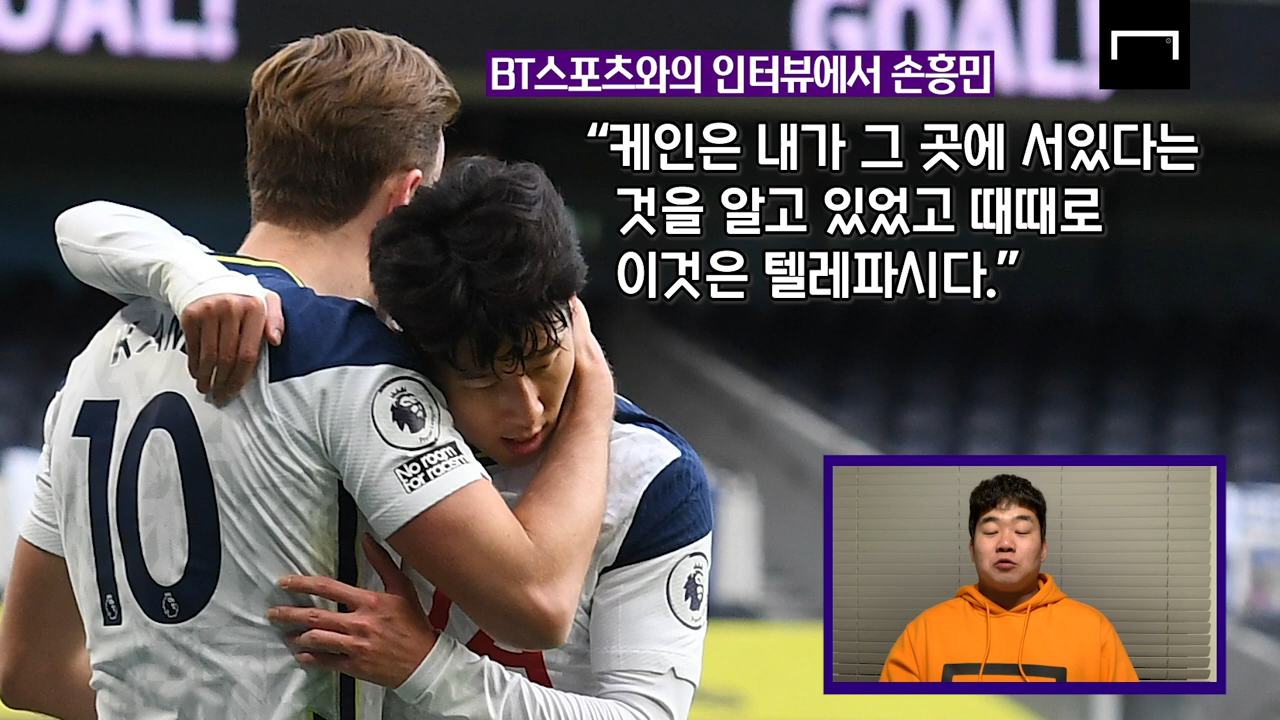 GOAL!
GOAL!
BT스포츠와의 인터뷰에서 손흥민
“케인은 내가 그 곳에 서있다는
것을 알고 있었고 때때로
이것은 텔레파시다.”
KANE
10
No room
for racism